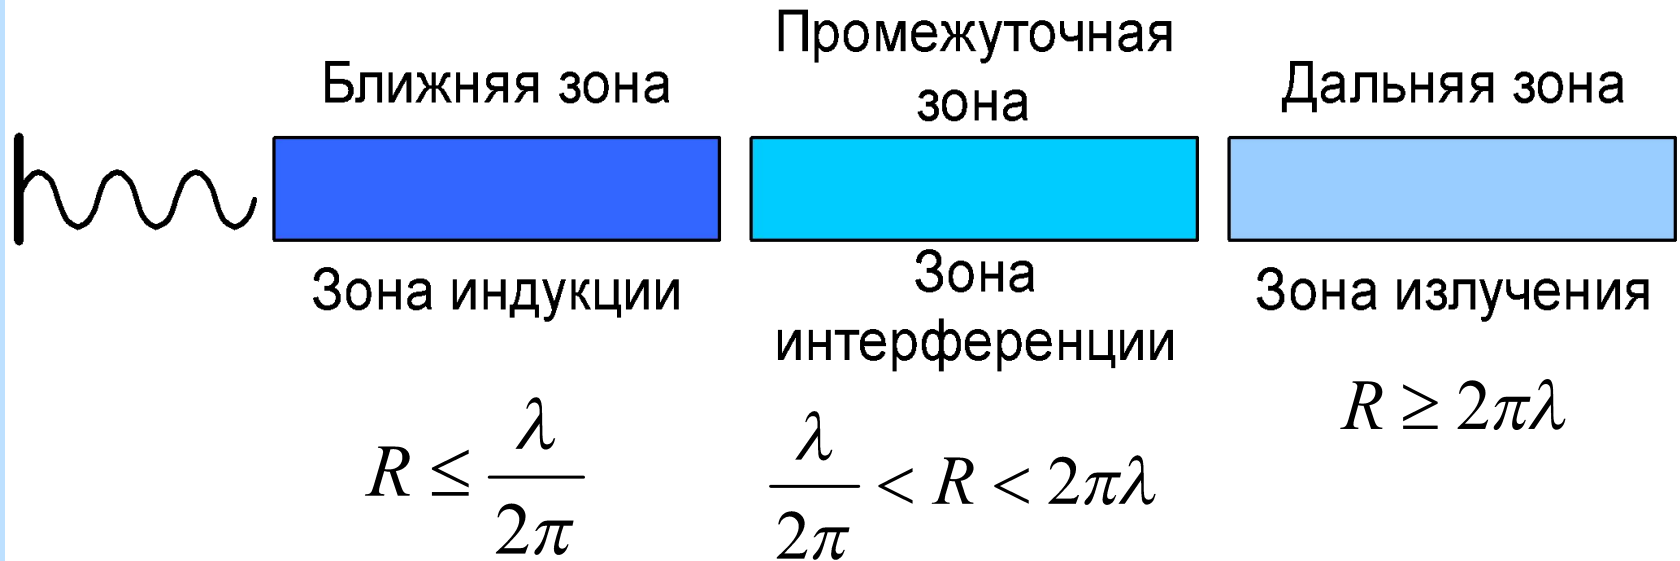 Ближняя зона
Промежуточная
зона
Дальняя зона
Зона индукции
Зона
интерференции
Зона излучения
R ≤ λ/2π
λ/2π < R < 2πλ
R ≥ 2πλ